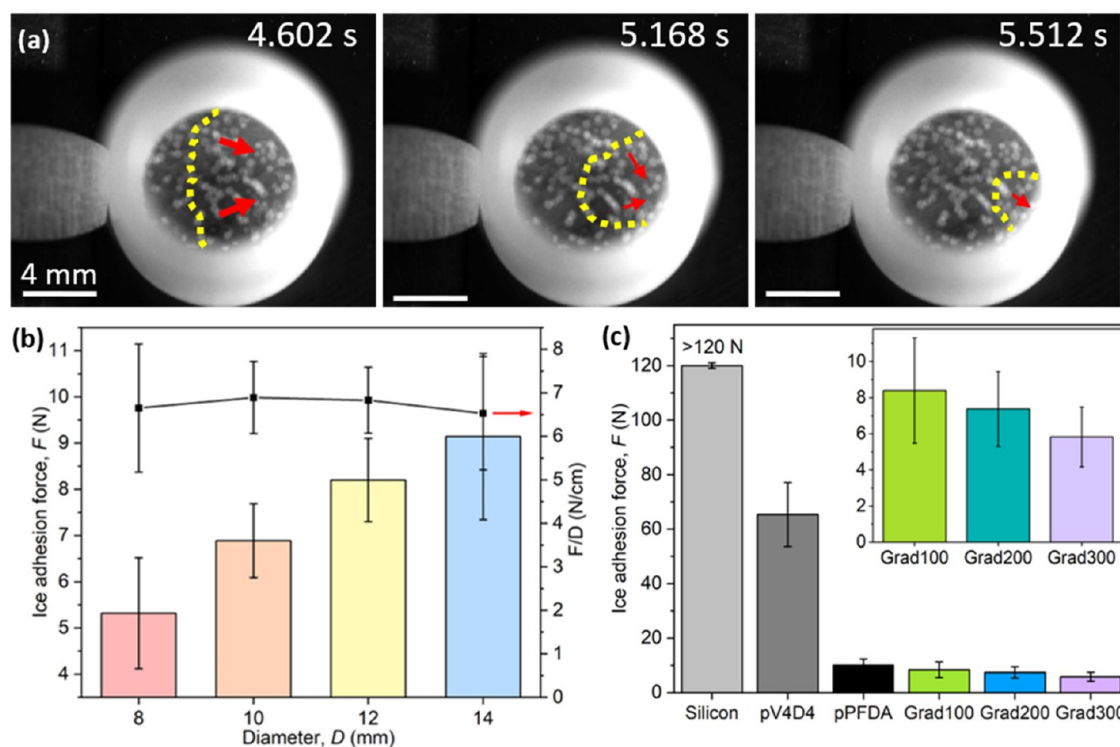 (a)
4.602 s
5.168 s
5.512 s
4 mm
(b)
11
10
9
8
7
6
5
4
Ice adhesion force, F (N)
8
7
6
5
4
3
2
1
0
F/D (N/cm)
8
10
12
14
Diameter, D (mm)
(c)
>120 N
120
100
80
60
40
20
0
Ice adhesion force, F (N)
10
8
6
4
2
0
Grad100 Grad200 Grad300
Silicon pV4D4 pPFDA Grad100 Grad200 Grad300